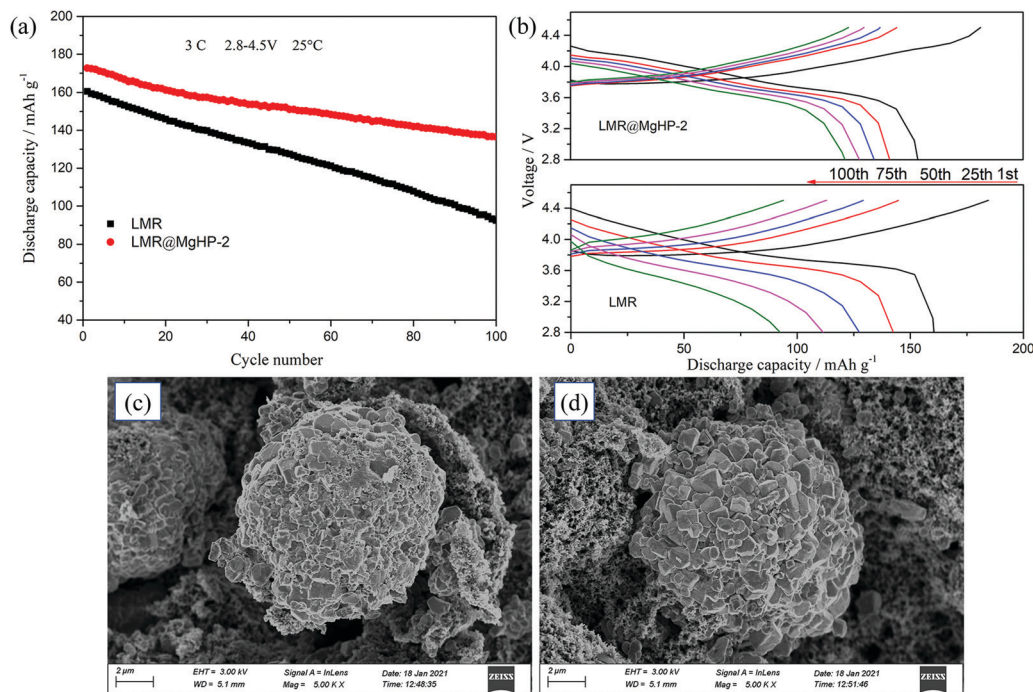 (a)
200
180
160
140
120
100
80
60
40
0
20
40
60
80
100
Discharge capacity / mAh g⁻¹
Cycle number
3 C 2.8-4.5V 25°C
LMR
LMR@MgHP-2
(b)
4.4
4.0
3.6
3.2
2.8
LMR@MgHP-2
100th 75th 50th 25th 1st
Voltage / V
4.4
4.0
3.6
3.2
2.8
LMR
0
50
100
150
200
Discharge capacity / mAh g⁻¹
(c)
2 µm
EHT = 3.00 kV
Signal A = InLens
Date: 18 Jan 2021
WD = 5.1 mm
Mag = 5.00 K X
Time: 12:48:35
ZEISS
(d)
2 µm
EHT = 3.00 kV
Signal A = InLens
Date: 18 Jan 2021
WD = 5.1 mm
Mag = 5.00 K X
Time: 12:51:46
ZEISS